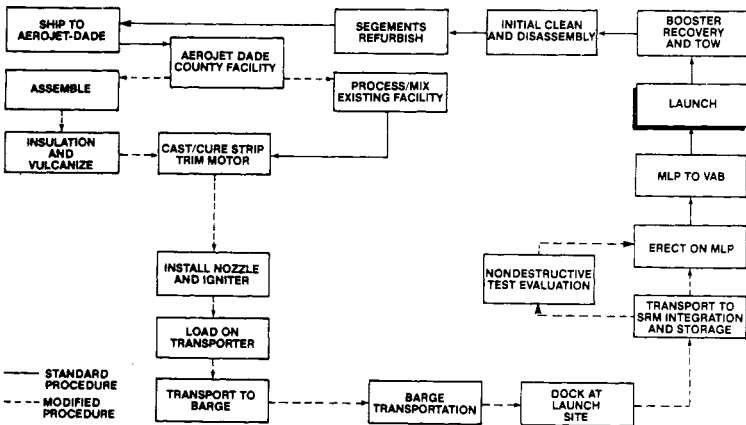 SHIP TO
AEROJET-DADE
SEGEMENTS
REFURBISH
INITIAL CLEAN
AND DISASSEMBLY
BOOSTER
RECOVERY
AND TOW
AEROJET DADE
COUNTY FACILITY
ASSEMBLE
PROCESS/MIX
EXISTING FACILITY
LAUNCH
INSULATION
AND
VULCANIZE
CAST/CURE STRIP
TRIM MOTOR
MLP TO VAB
ERECT ON MLP
INSTALL NOZZLE
AND IGNITER
NONDESTRUCTIVE
TEST EVALUATION
TRANSPORT TO
SRM INTEGRATION
AND STORAGE
LOAD ON
TRANSPORTER
STANDARD
PROCEDURE
MODIFIED
PROCEDURE
TRANSPORT TO
BARGE
BARGE
TRANSPORTATION
DOCK AT
LAUNCH
SITE